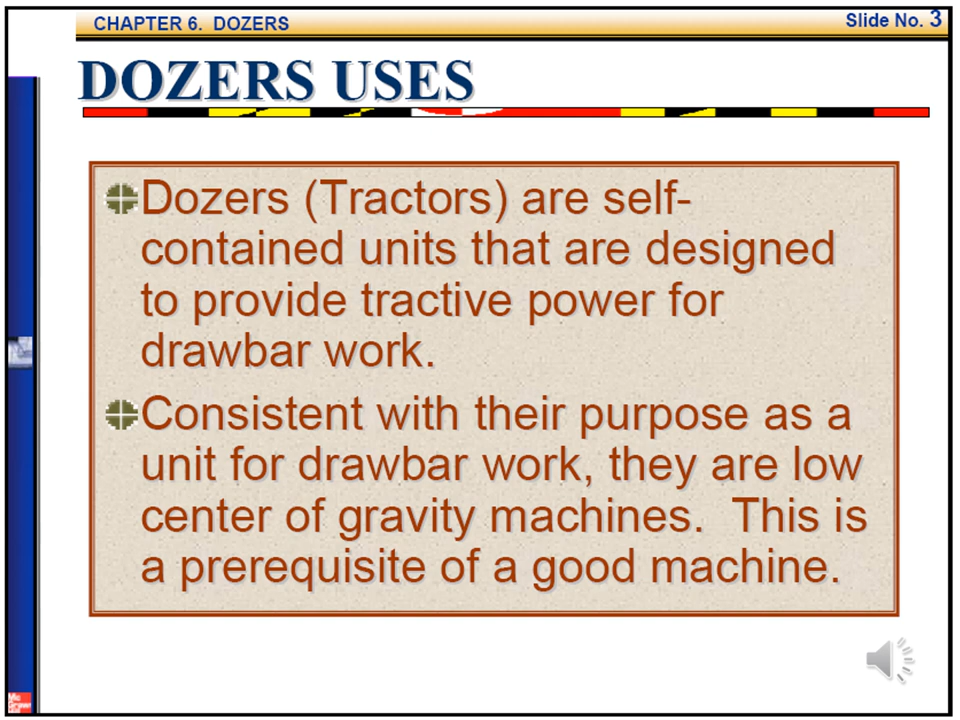 CHAPTER 6. DOZERS
Slide No. 3
DOZERS USES
Dozers (Tractors) are self-
contained units that are designed
to provide tractive power for
drawbar work.
Consistent with their purpose as a
unit for drawbar work, they are low
center of gravity machines. This is
a prerequisite of a good machine.